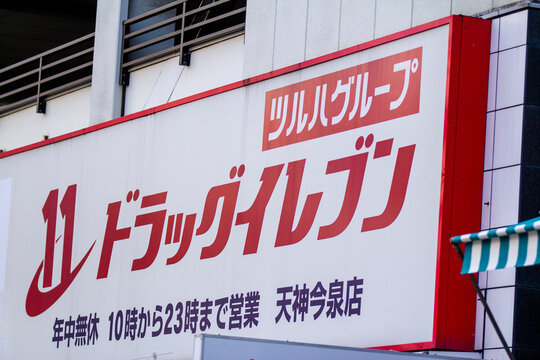 ツルハグループ
11 ドラッグイレブン
年中無休 10時から23時まで営業 天神今泉店